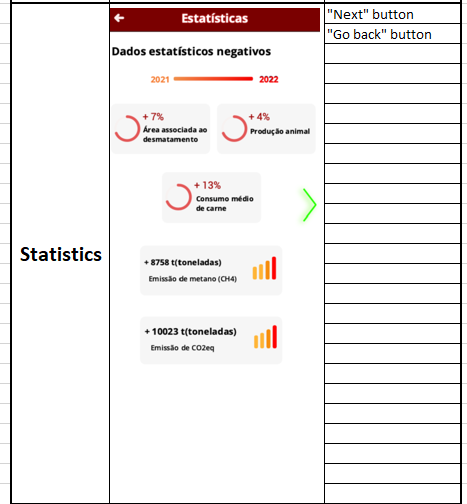 Statistics
Estatísticas
Dados estatísticos negativos
2021 2022
+ 7%
Área associada ao
desmatamento
+ 4%
Produção animal
+ 13%
Consumo médio
de carne
+ 8758 t(toneladas)
Emissão de metano (CH4)
+ 10023 t(toneladas)
Emissão de CO2eq
"Next" button
"Go back" button